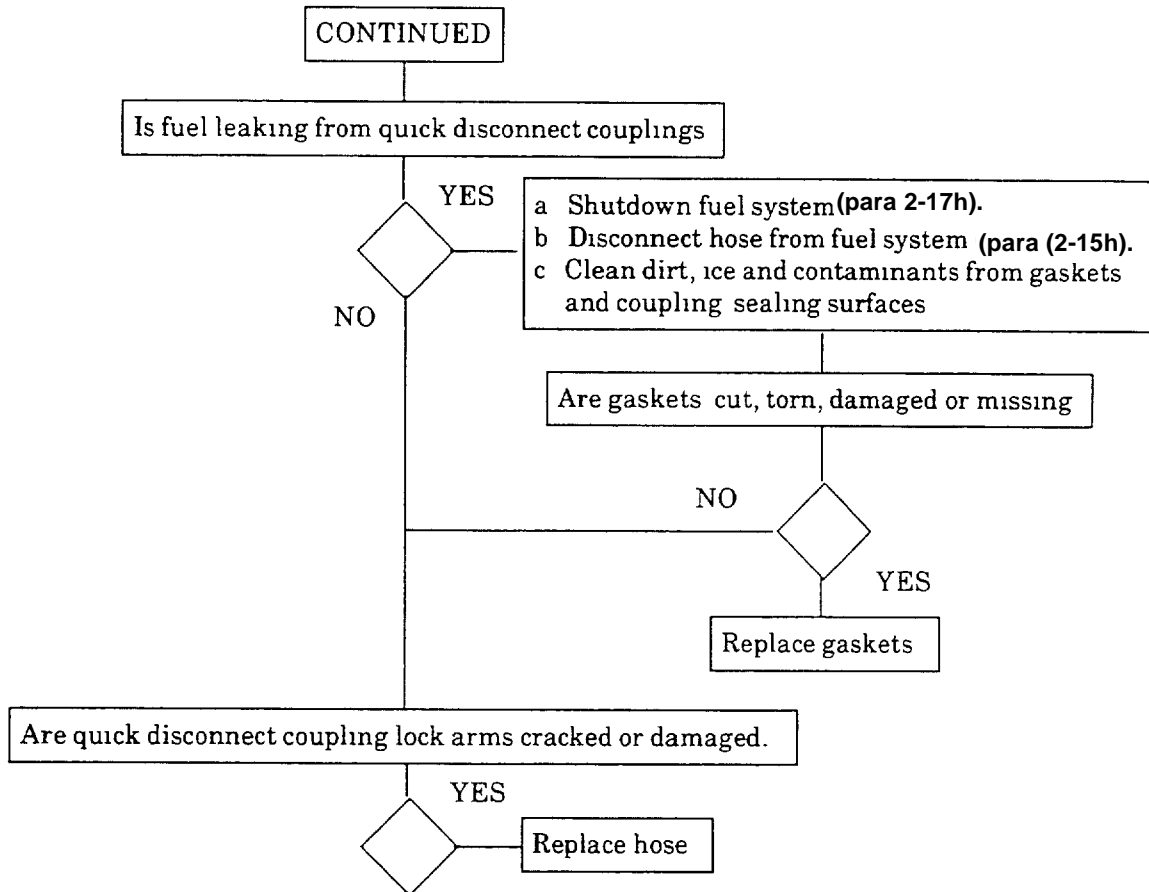 CONTINUED
Is fuel leaking from quick disconnect couplings
YES
a Shutdown fuel system (para 2-17h).
b Disconnect hose from fuel system (para (2-15h).
c Clean dirt, ice and contaminants from gaskets
and coupling sealing surfaces
NO
Are gaskets cut, torn, damaged or missing
NO
YES
Replace gaskets
Are quick disconnect coupling lock arms cracked or damaged.
YES
Replace hose